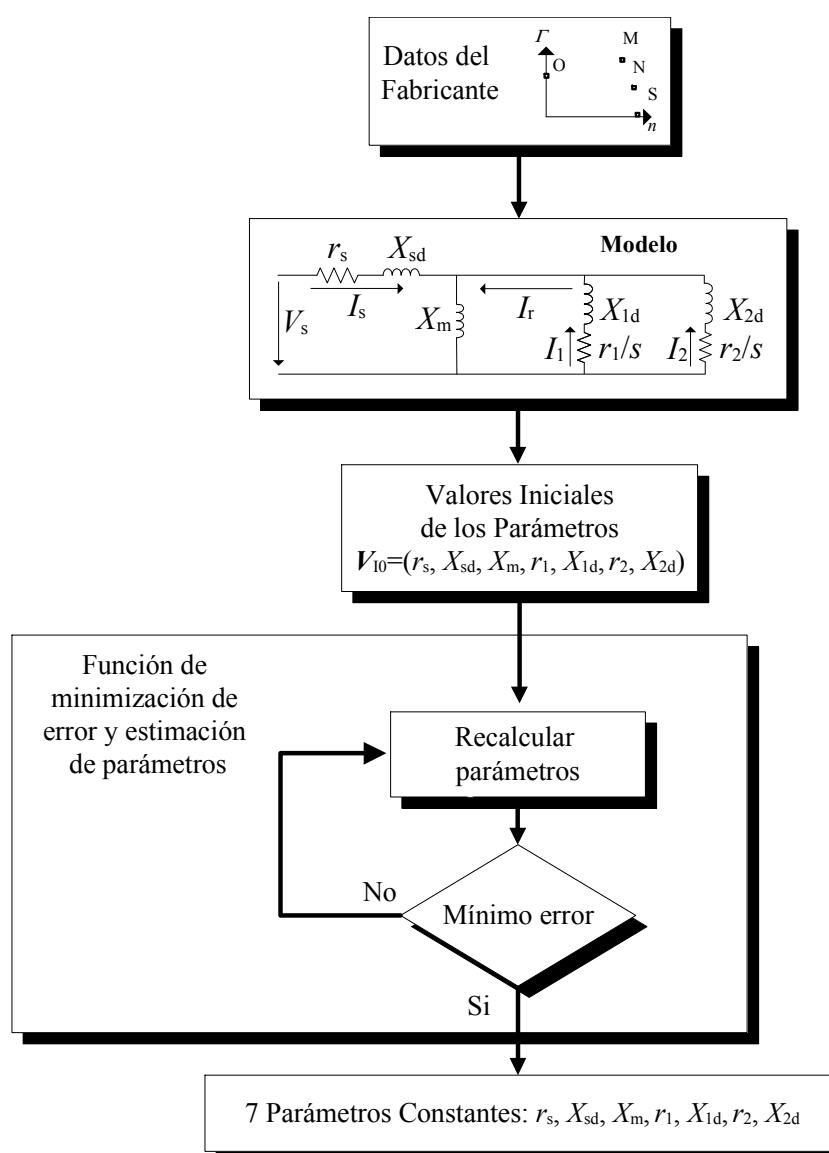 Datos del
Fabricante
Γ
O
M
N
S
n
Modelo
rs
Xsd
Is
Vs
Xm
Ir
X1d
X2d
I1
r1/s
I2
r2/s
Valores Iniciales
de los Parámetros
VI0=(rs, Xsd, Xm, r1, X1d, r2, X2d)
Función de
minimización de
error y estimación
de parámetros
Recalcular
parámetros
No
Mínimo error
Si
7 Parámetros Constantes: rs, Xsd, Xm, r1, X1d, r2, X2d